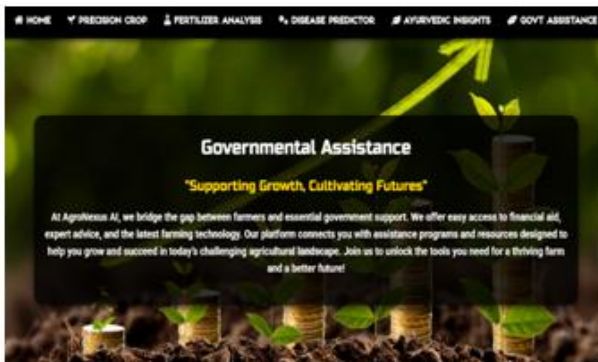 HOME PRECISION CROP FERTILIZER ANALYSIS DISEASE PREDICTOR AYURVEDIC INSIGHTS GOVT ASSISTANCE
Governmental Assistance
"Supporting Growth, Cultivating Futures"
At AgroNexus AI, we bridge the gap between farmers and essential government support. We offer easy access to financial aid,
expert advice, and the latest farming technology. Our platform connects you with assistance programs and resources designed to
help you grow and succeed in today's challenging agricultural landscape. Join us to unlock the tools you need for a thriving farm
and a better future!